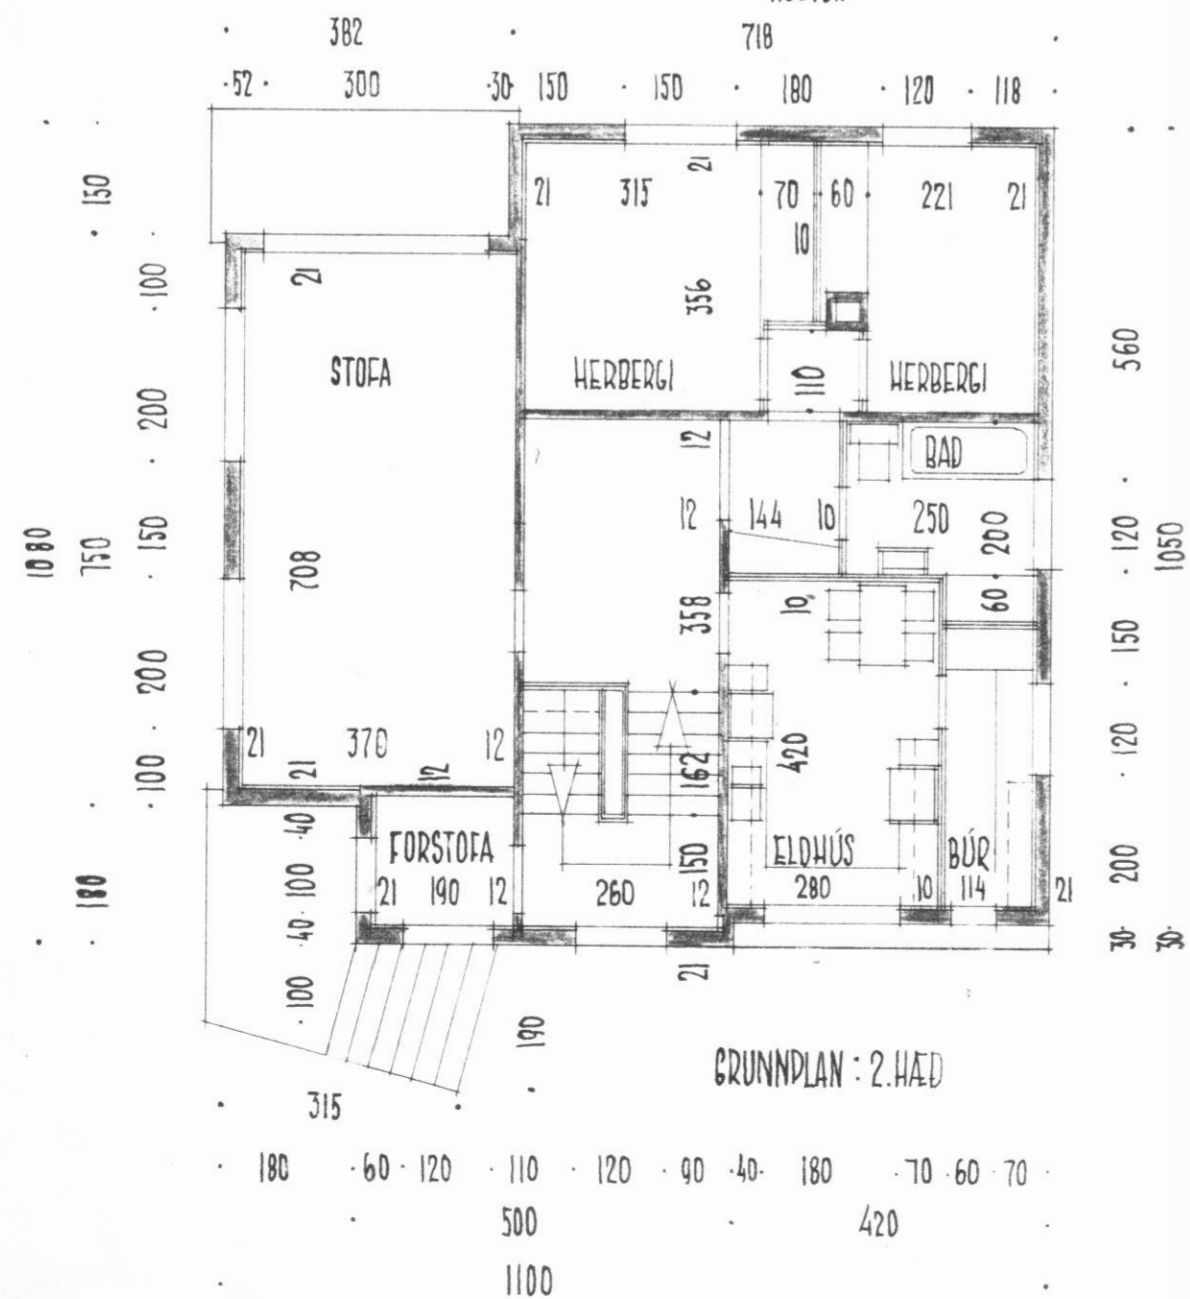 382 718
52 300 30 150 150 180 120 118
150
21 315 21 70 60 221 21
10
100 21 356
STOFA HERBERGI 110 HERBERGI 560
200
12 BAÐ
12 144 10 250 200
1080 750 150 708 120 1050
358 10 60
200 150
21 370 12 162 420 120
100 21 12
40 FORSTOFA 150 ELDHÚS BÚR
180 100 21 190 12 260 12 280 10 114 21 200
40 30 30
100 21
190
GRUNNPLAN : 2.HÆÐ
315
180 60 120 110 120 90 40 180 70 60 70
500 420
1100